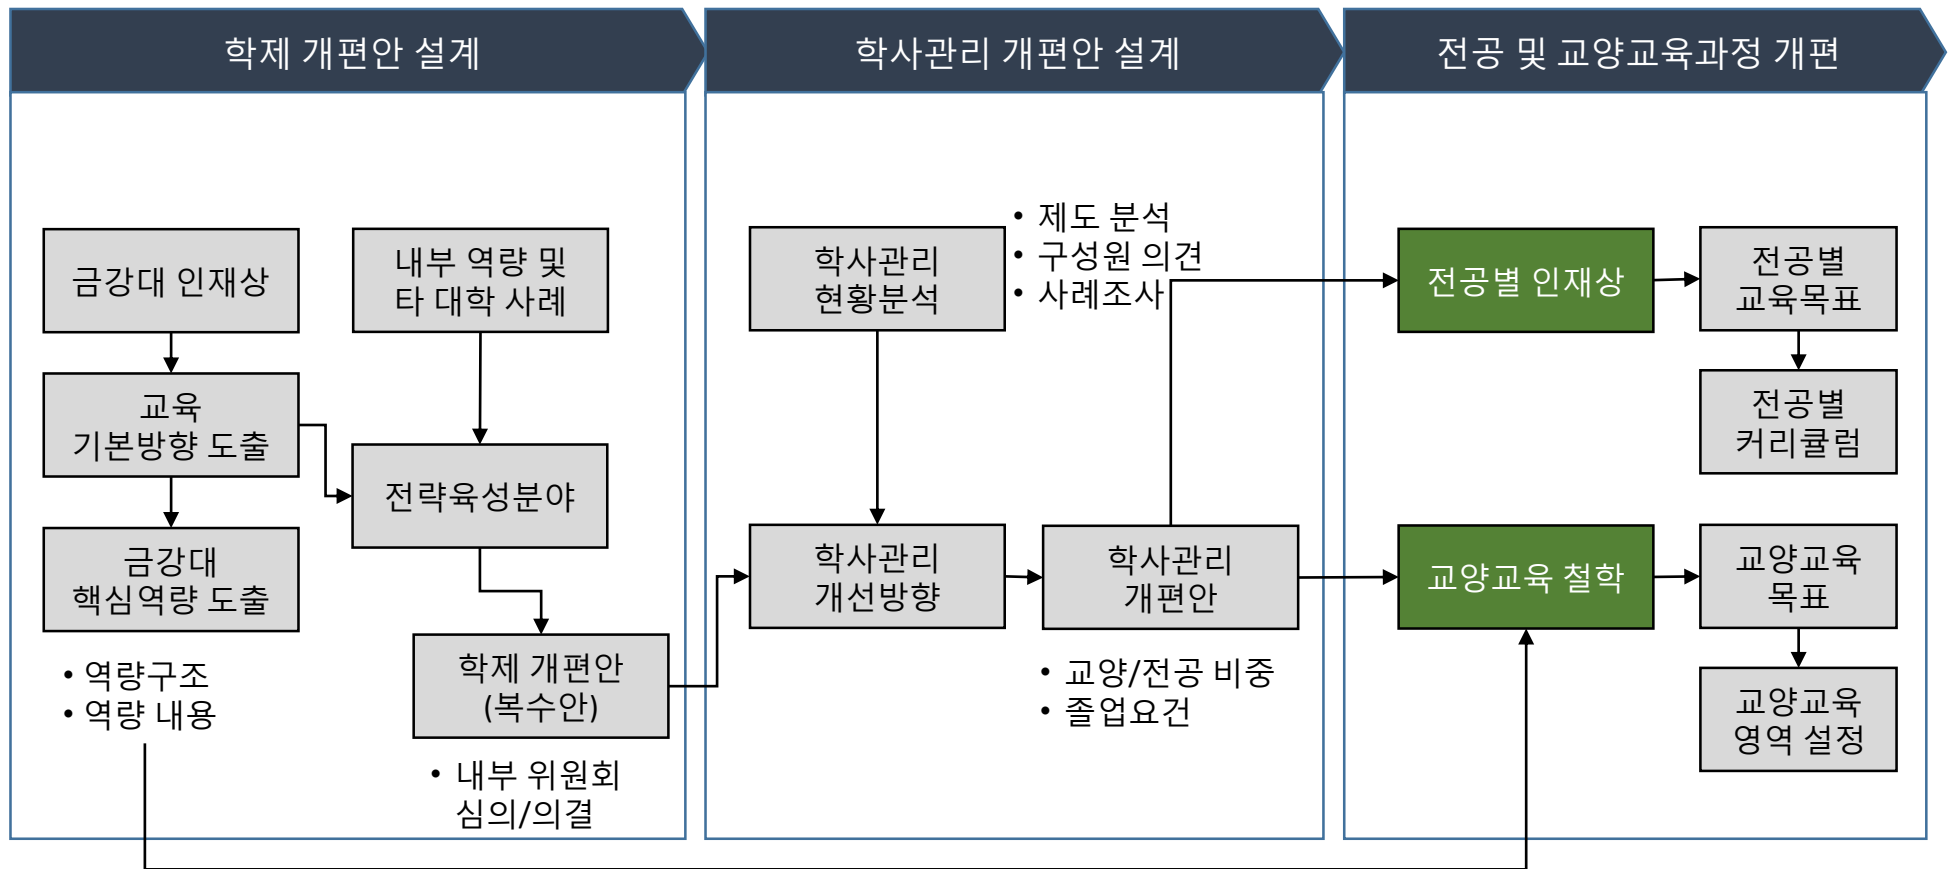 학제 개편안 설계
학사관리 개편안 설계
전공 및 교양교육과정 개편
금강대 인재상
내부 역량 및
타 대학 사례
교육
기본방향 도출
전략육성분야
금강대
핵심역량 도출
• 역량구조
• 역량 내용
학제 개편안
(복수안)
• 내부 위원회
심의/의결
학사관리
현황분석
• 제도 분석
• 구성원 의견
• 사례조사
학사관리
개선방향
학사관리
개편안
• 교양/전공 비중
• 졸업요건
전공별 인재상
전공별
교육목표
전공별
커리큘럼
교양교육 철학
교양교육
목표
교양교육
영역 설정